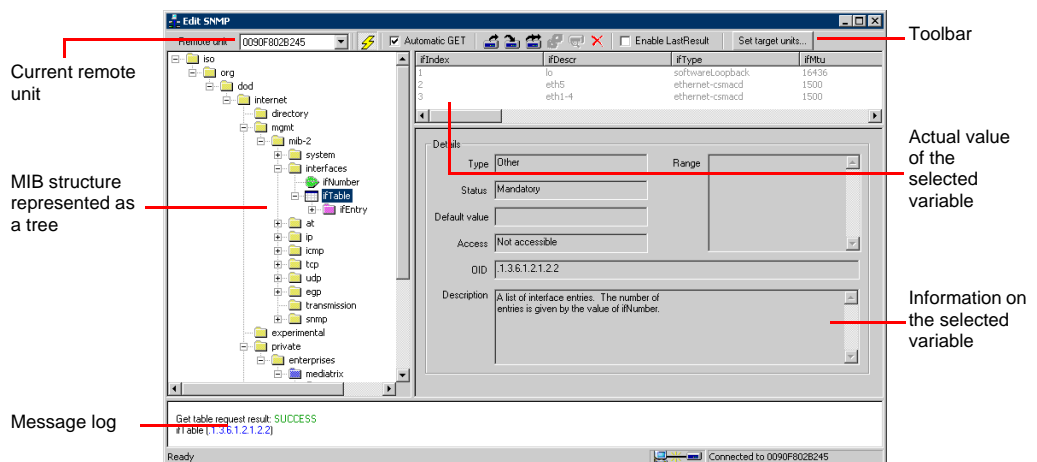 Edit SNMP
Remote unit 0090F802B245 Automatic GET Enable LastResult Set target units...
Toolbar
Current remote
unit
iso
org
dod
internet
directory
mgmt
mib-2
system
interfaces
ifNumber
ifTable
ifEntry
at
ip
icmp
tcp
udp
egp
transmission
snmp
experimental
private
enterprises
mediatrix
MIB structure
represented as
a tree
ifIndex ifDescr ifType ifMtu
1 lo softwareLoopback 16436
2 eth5 ethernet-csmacd 1500
3 eth1-4 ethernet-csmacd 1500
Actual value
of the
selected
variable
Details
Type Other Range
Status Mandatory
Default value
Access Not accessible
OID .1.3.6.1.2.1.2.2
Description A list of interface entries. The number of
entries is given by the value of ifNumber.
Information on
the selected
variable
Message log
Get table request result: SUCCESS
ifTable (.1.3.6.1.2.1.2.2)
Ready Connected to 0090F802B245